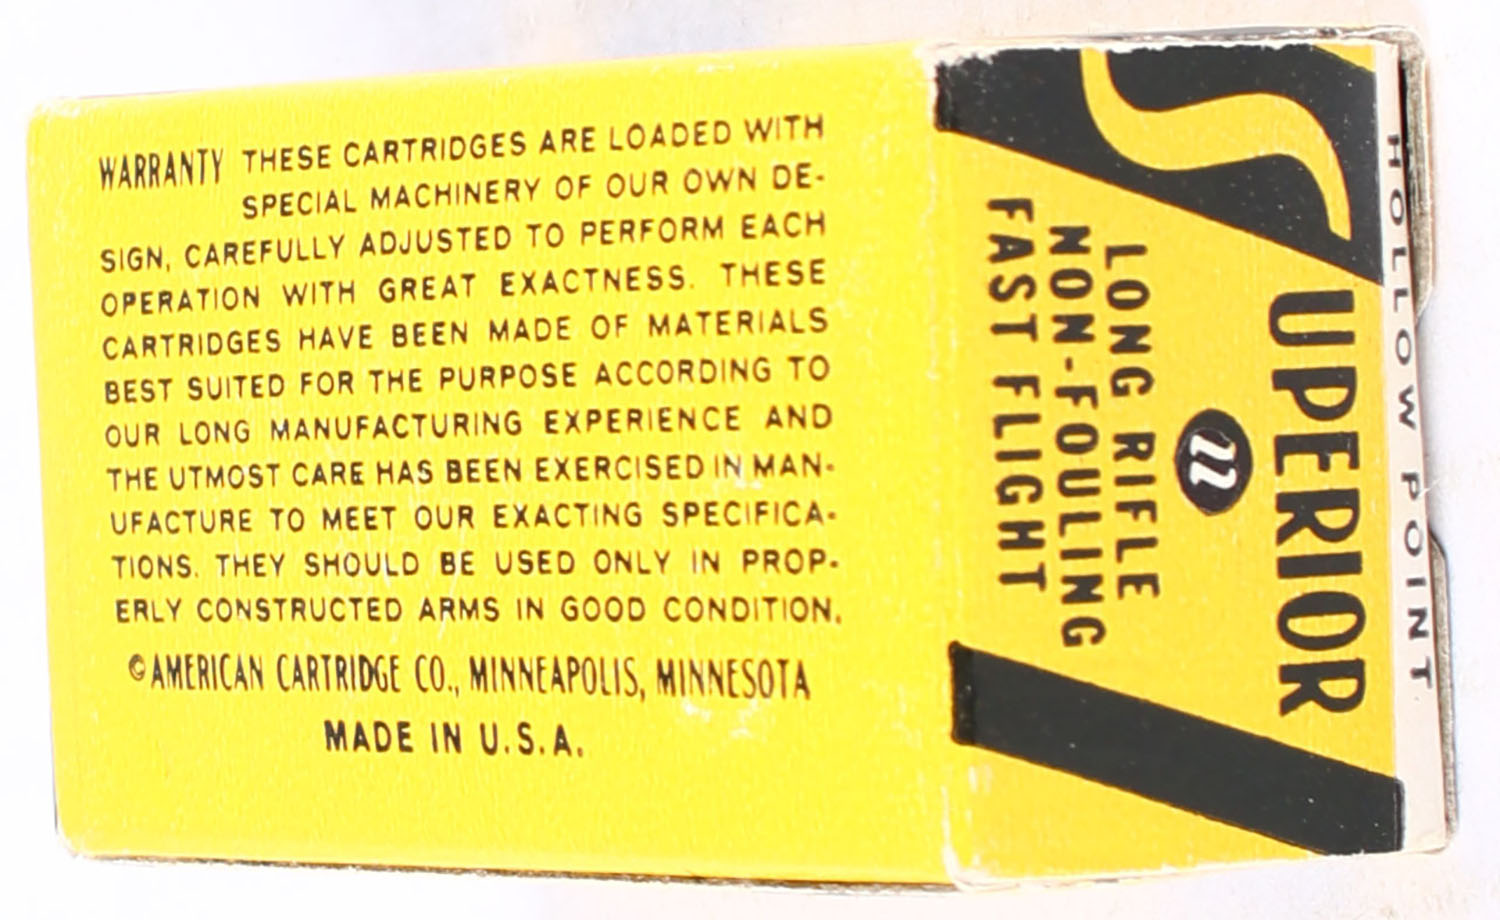 WARRANTY THESE CARTRIDGES ARE LOADED WITH
SPECIAL MACHINERY OF OUR OWN DE-
SIGN, CAREFULLY ADJUSTED TO PERFORM EACH
OPERATION WITH GREAT EXACTNESS. THESE
CARTRIDGES HAVE BEEN MADE OF MATERIALS
BEST SUITED FOR THE PURPOSE ACCORDING TO
OUR LONG MANUFACTURING EXPERIENCE AND
THE UTMOST CARE HAS BEEN EXERCISED IN MAN-
UFACTURE TO MEET OUR EXACTING SPECIFICA-
TIONS. THEY SHOULD BE USED ONLY IN PROP-
ERLY CONSTRUCTED ARMS IN GOOD CONDITION.
©AMERICAN CARTRIDGE CO., MINNEAPOLIS, MINNESOTA
MADE IN U.S.A.
HOLLOW POINT
SUPERIOR
22
LONG RIFLE
NON-FOULING
FAST FLIGHT